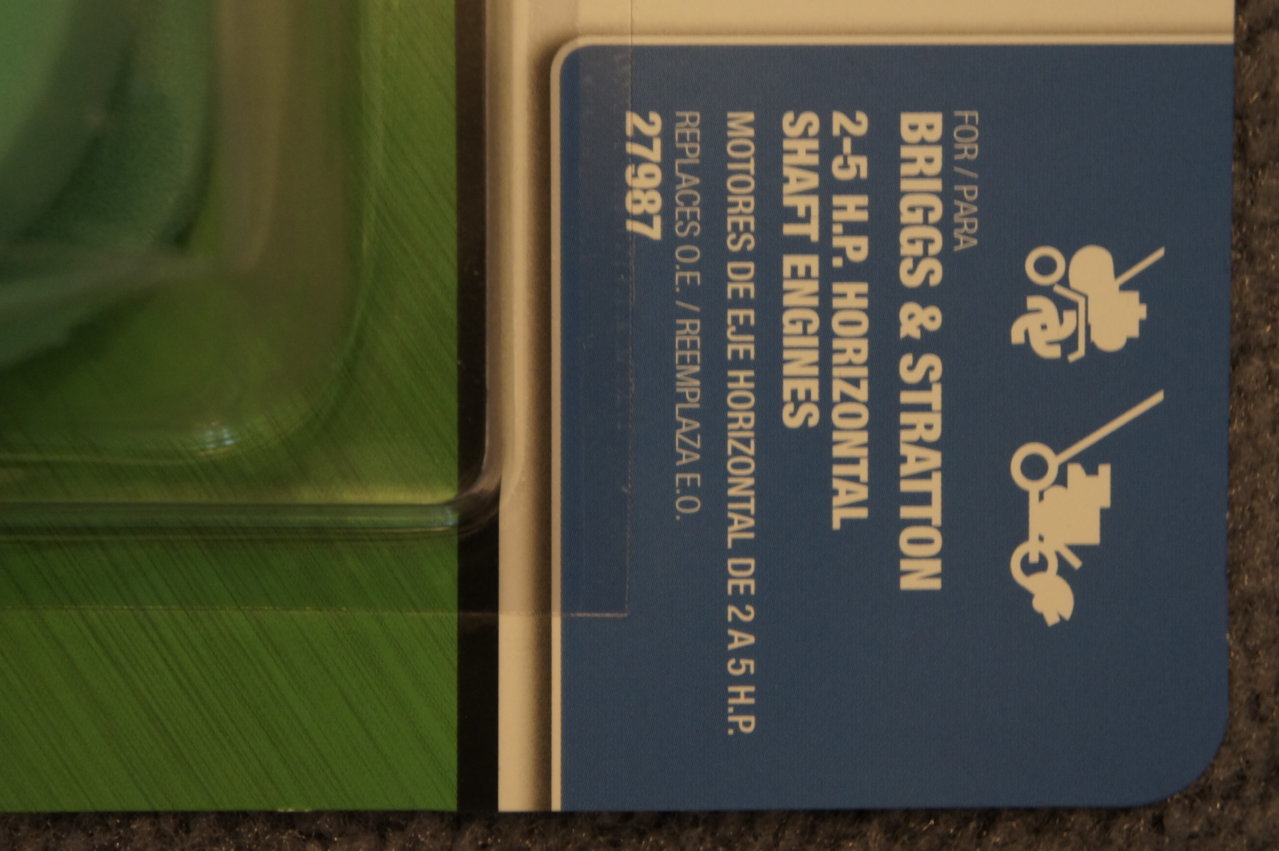 FOR / PARA
BRIGGS & STRATTON
2-5 H.P. HORIZONTAL
SHAFT ENGINES
MOTORES DE EJE HORIZONTAL DE 2 A 5 H.P.
REPLACES O.E. / REEMPLAZA E.O.
27987